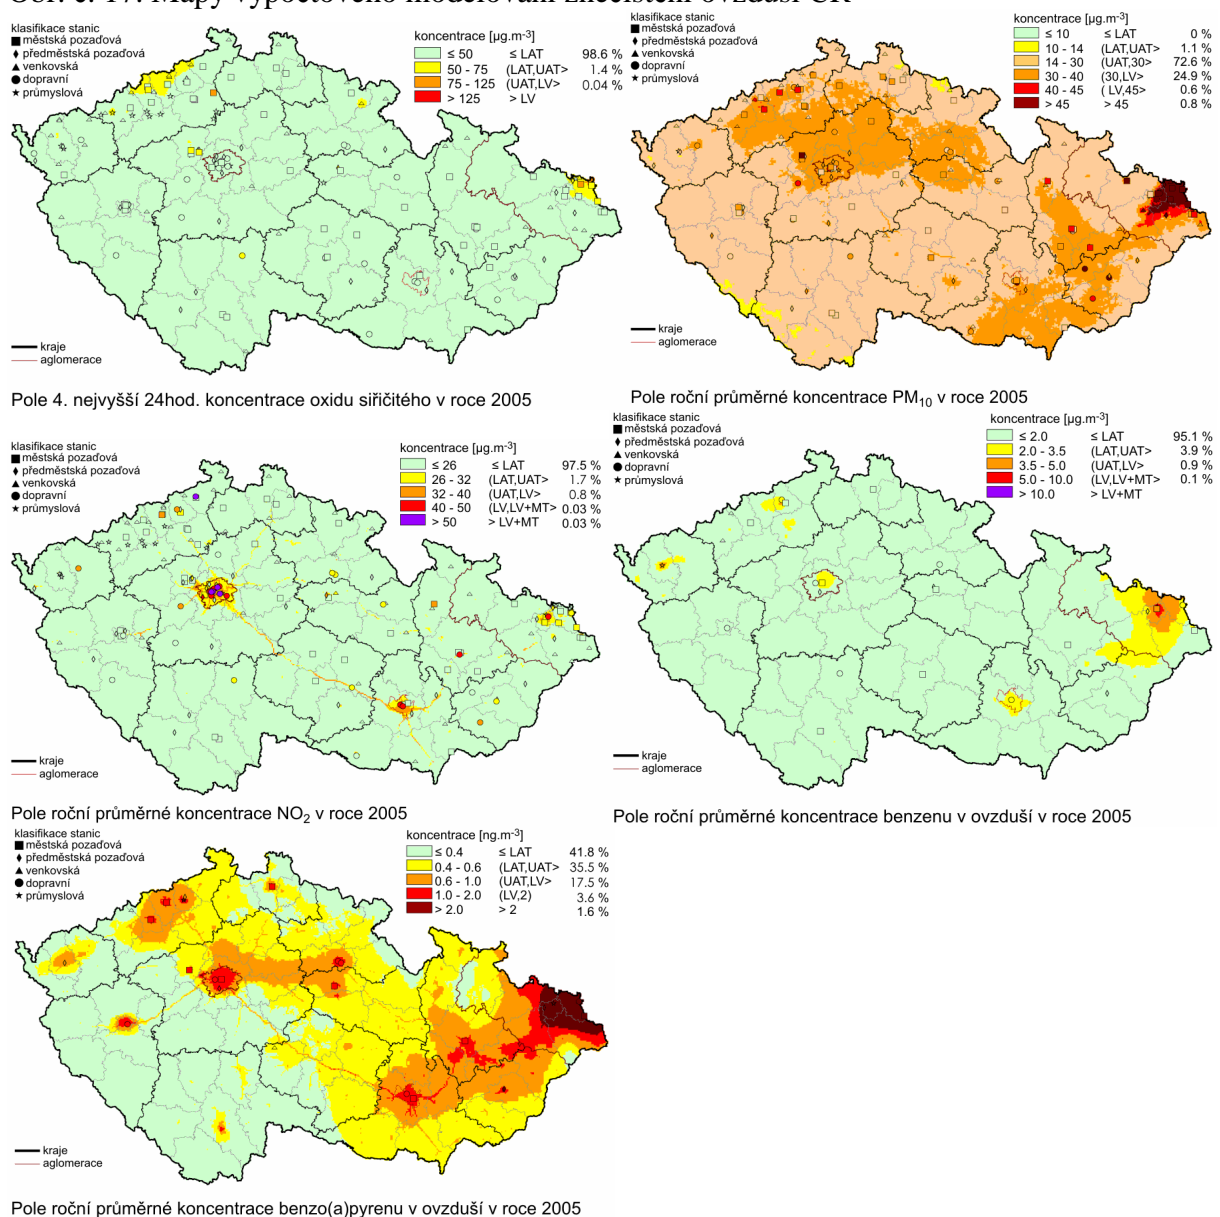 Obr. č. 17: Mapy výpočtového modelování znečištění ovzduší ČR
klasifikace stanic
městská pozaďová
předměstská pozaďová
venkovská
dopravní
průmyslová
koncentrace [µg.m-3]
≤ 50 ≤ LAT 98.6 %
50 - 75 (LAT,UAT> 1.4 %
75 - 125 (UAT,LV> 0.04 %
> 125 > LV
kraje
aglomerace
Pole 4. nejvyšší 24hod. koncentrace oxidu siřičitého v roce 2005
klasifikace stanic
městská pozaďová
předměstská pozaďová
venkovská
dopravní
průmyslová
koncentrace [µg.m-3]
≤ 10 ≤ LAT 0 %
10 - 14 (LAT,UAT> 1.1 %
14 - 30 (UAT,30> 72.6 %
30 - 40 (30,LV> 24.9 %
40 - 45 ( LV,45> 0.6 %
> 45 > 45 0.8 %
kraje
aglomerace
Pole roční průměrné koncentrace PM10 v roce 2005
klasifikace stanic
městská pozaďová
předměstská pozaďová
venkovská
dopravní
průmyslová
koncentrace [µg.m-3]
≤ 26 ≤ LAT 97.5 %
26 - 32 (LAT,UAT> 1.7 %
32 - 40 (UAT,LV> 0.8 %
40 - 50 (LV,LV+MT> 0.03 %
> 50 > LV+MT 0.03 %
kraje
aglomerace
Pole roční průměrné koncentrace NO2 v roce 2005
klasifikace stanic
městská pozaďová
předměstská pozaďová
venkovská
dopravní
průmyslová
koncentrace [µg.m-3]
≤ 2.0 ≤ LAT 95.1 %
2.0 - 3.5 (LAT,UAT> 3.9 %
3.5 - 5.0 (UAT,LV> 0.9 %
5.0 - 10.0 (LV,LV+MT> 0.1 %
> 10.0 > LV+MT
kraje
aglomerace
Pole roční průměrné koncentrace benzenu v ovzduší v roce 2005
klasifikace stanic
městská pozaďová
předměstská pozaďová
venkovská
dopravní
průmyslová
koncentrace [ng.m-3]
≤ 0.4 ≤ LAT 41.8 %
0.4 - 0.6 (LAT,UAT> 35.5 %
0.6 - 1.0 (UAT,LV> 17.5 %
1.0 - 2.0 (LV,2) 3.6 %
> 2.0 > 2 1.6 %
kraje
aglomerace
Pole roční průměrné koncentrace benzo(a)pyrenu v ovzduší v roce 2005